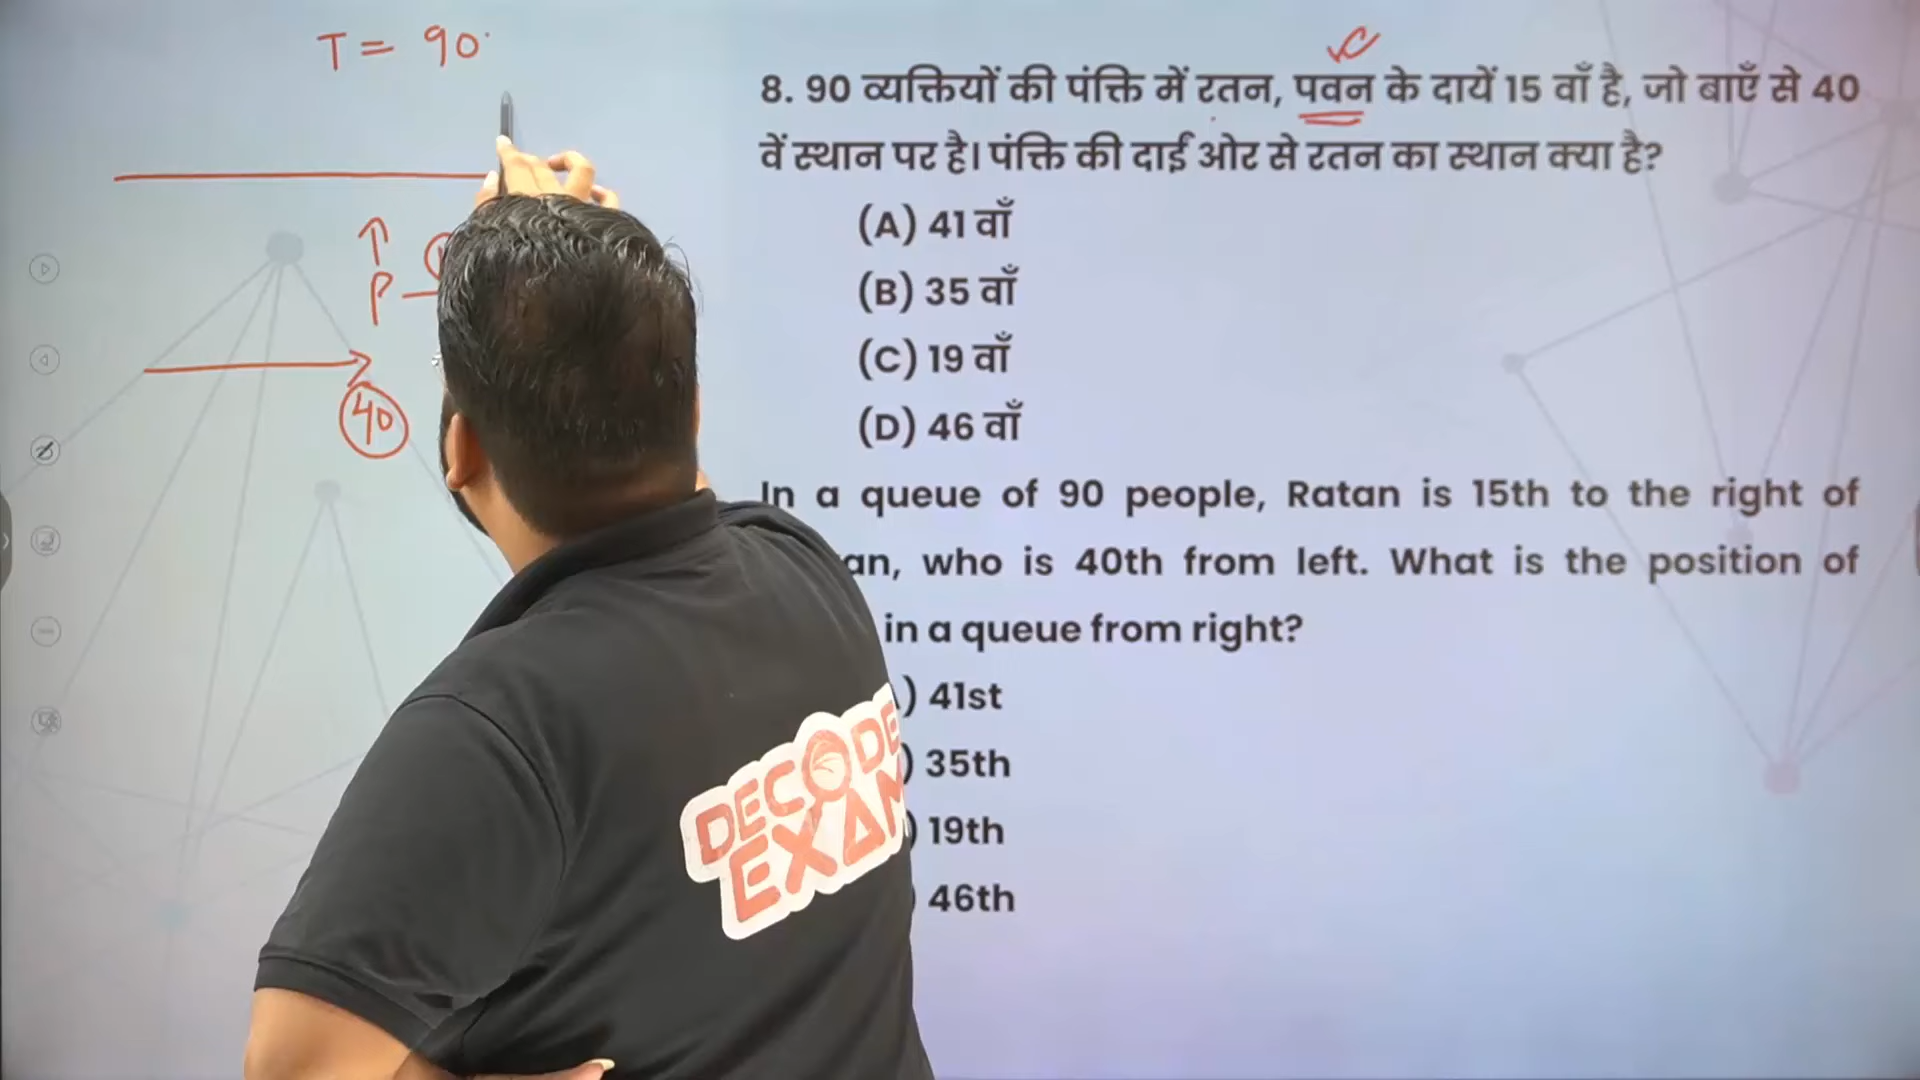 T = 90
P
40
8. 90 व्यक्तियों की पंक्ति में रतन, पवन के दायें 15 वाँ है, जो बाएँ से 40
वें स्थान पर है। पंक्ति की दाईं ओर से रतन का स्थान क्या है?
(A) 41 वाँ
(B) 35 वाँ
(C) 19 वाँ
(D) 46 वाँ
In a queue of 90 people, Ratan is 15th to the right of
an, who is 40th from left. What is the position of
in a queue from right?
) 41st
) 35th
) 19th
) 46th
DECODE
EXAM